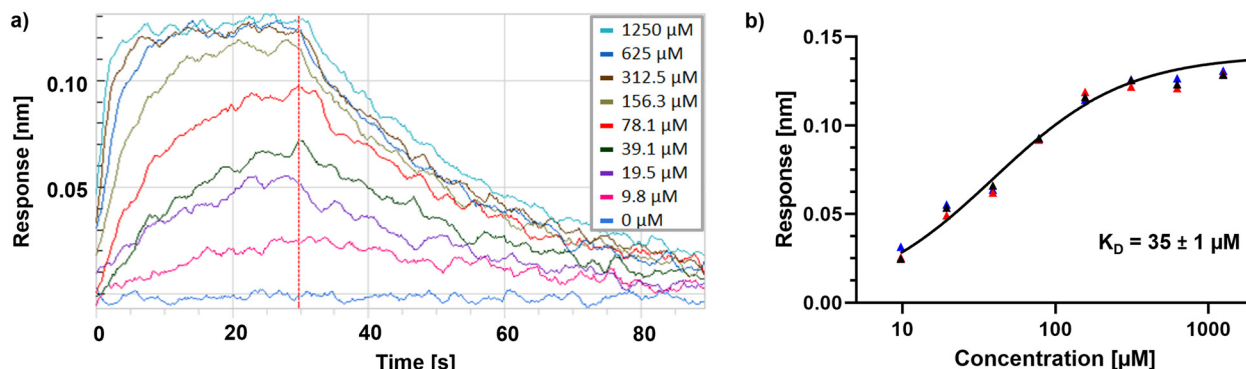 a)
Response [nm]
0.10
0.05
0
20
40
60
80
Time [s]
1250 µM
625 µM
312.5 µM
156.3 µM
78.1 µM
39.1 µM
19.5 µM
9.8 µM
0 µM
b)
Response [nm]
0.15
0.10
0.05
0.00
10
100
1000
Concentration [µM]
K_D = 35 ± 1 µM